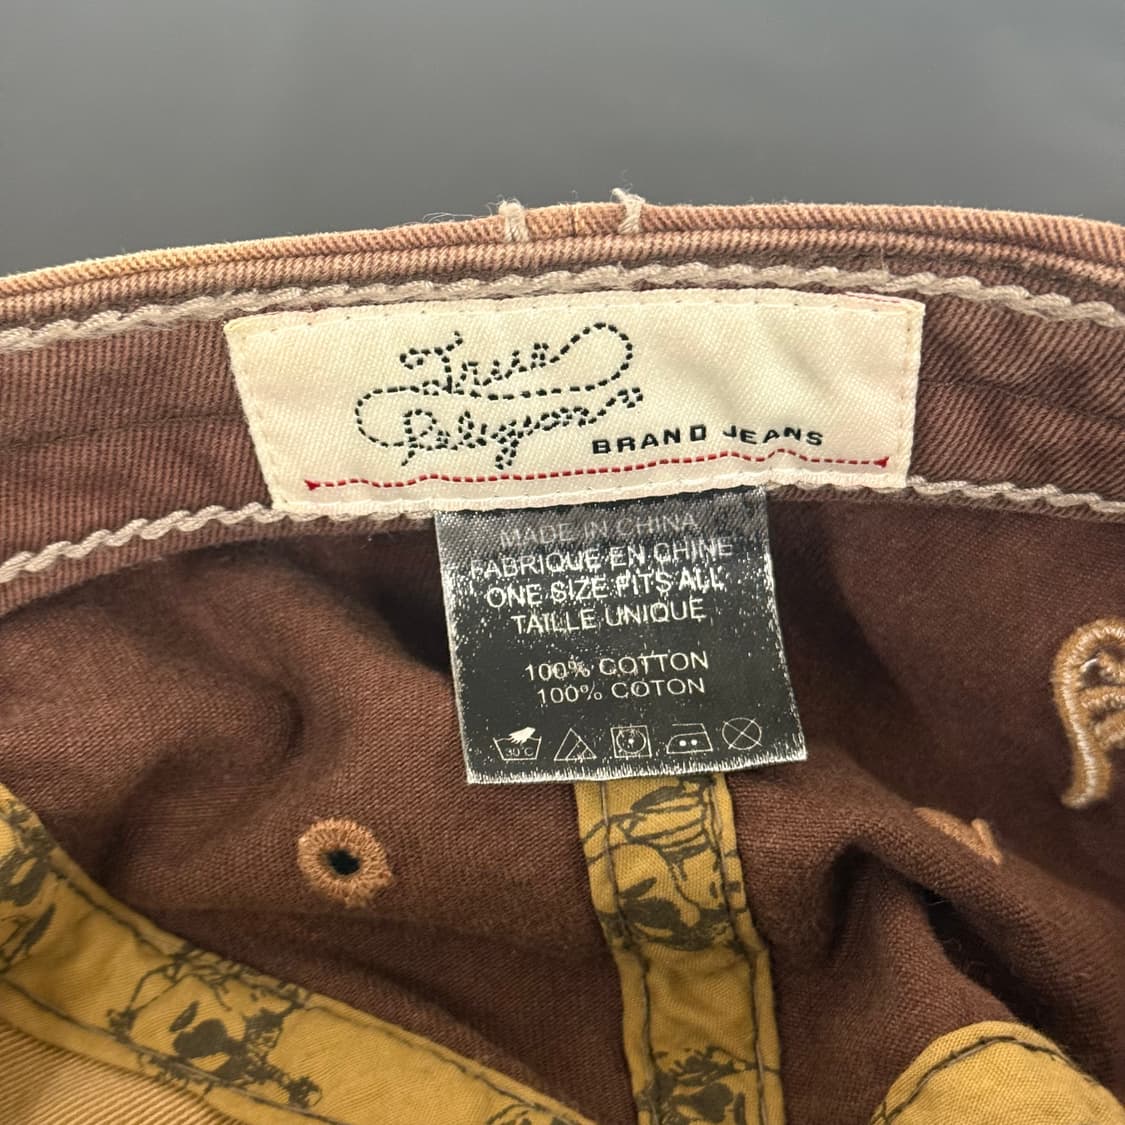 True
Religion
BRAND JEANS
MADE IN CHINA
FABRIQUE EN CHINE
ONE SIZE FITS ALL
TAILLE UNIQUE
100% COTTON
100% COTON
30°C